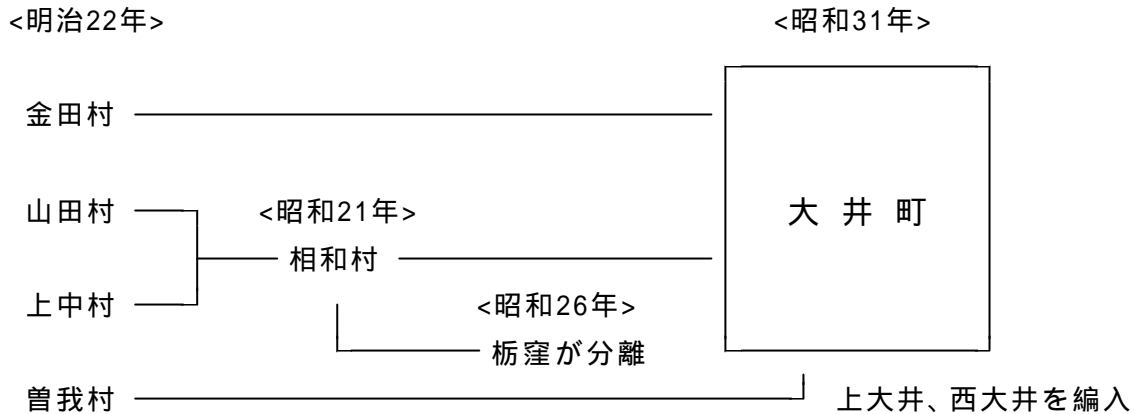 <明治22年>
<昭和31年>
金田村
山田村
<昭和21年>
大井町
相和村
上中村
<昭和26年>
栃窪が分離
曽我村
上大井、西大井を編入